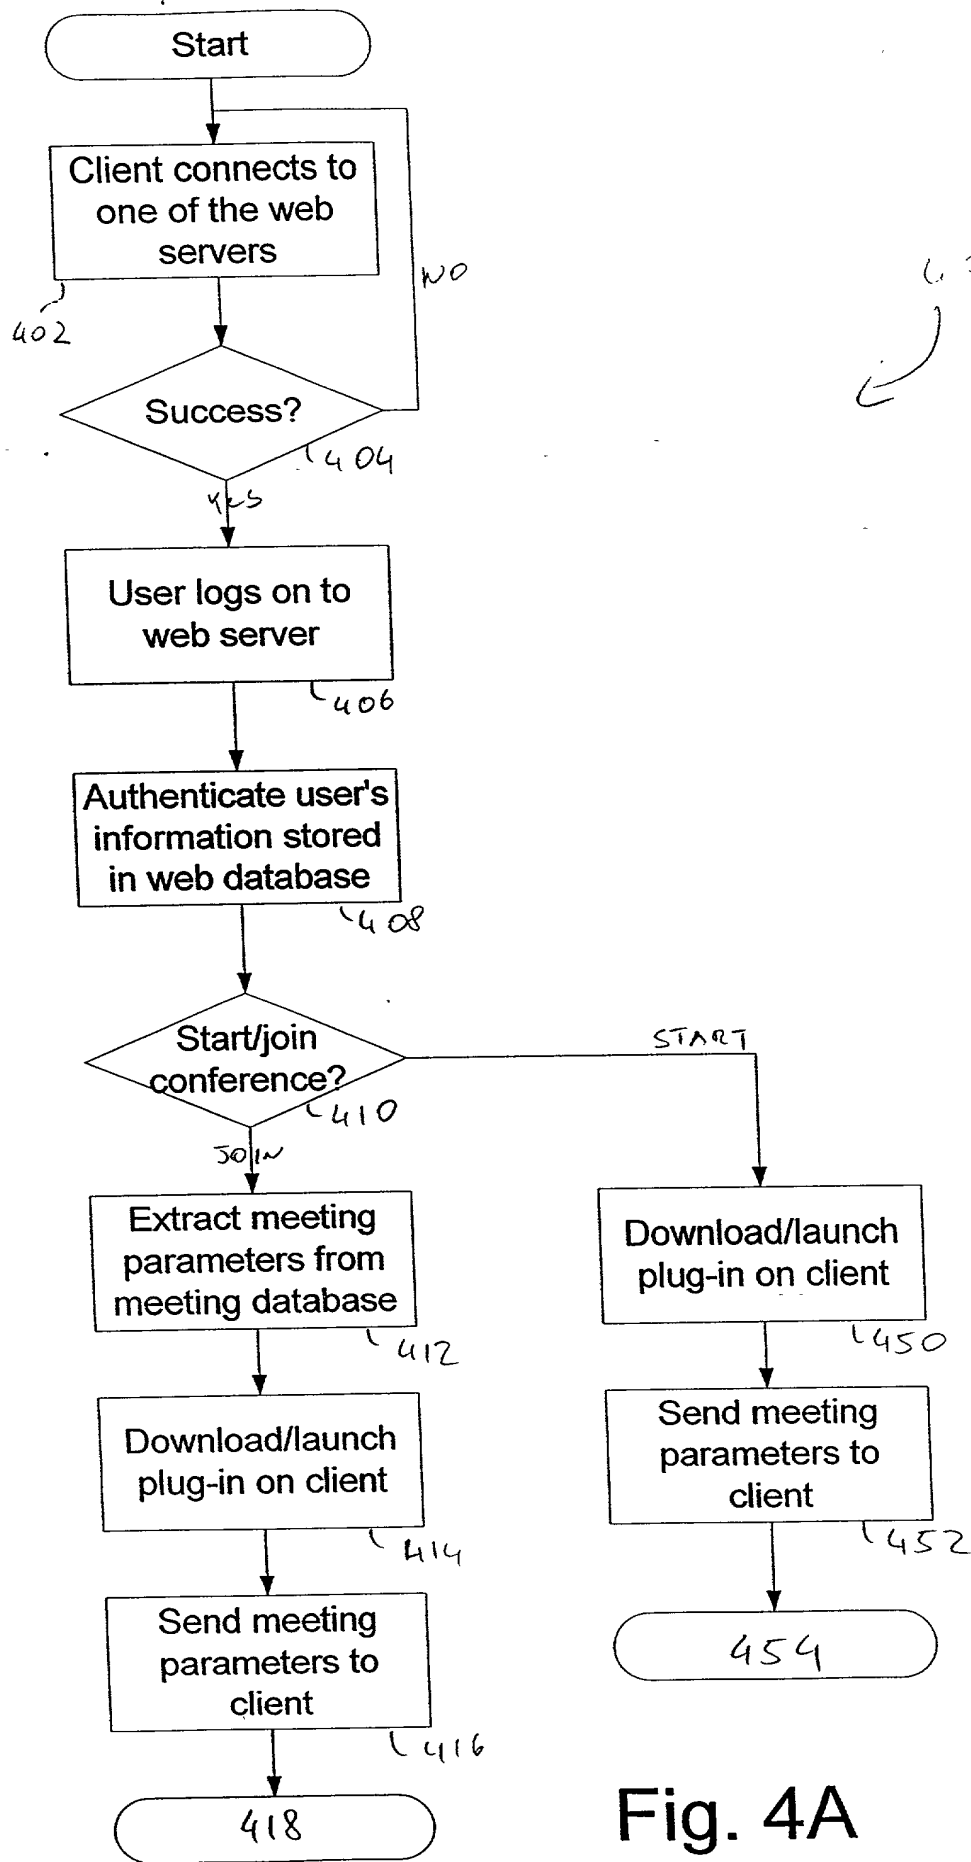 Start
Client connects to
one of the web
servers
NO
402
Success?
404
YES
User logs on to
web server
406
Authenticate user's
information stored
in web database
408
Start/join
conference?
410
START
JOIN
Extract meeting
parameters from
meeting database
412
Download/launch
plug-in on client
414
Send meeting
parameters to
client
416
418
Download/launch
plug-in on client
450
Send meeting
parameters to
client
452
454
Fig. 4A